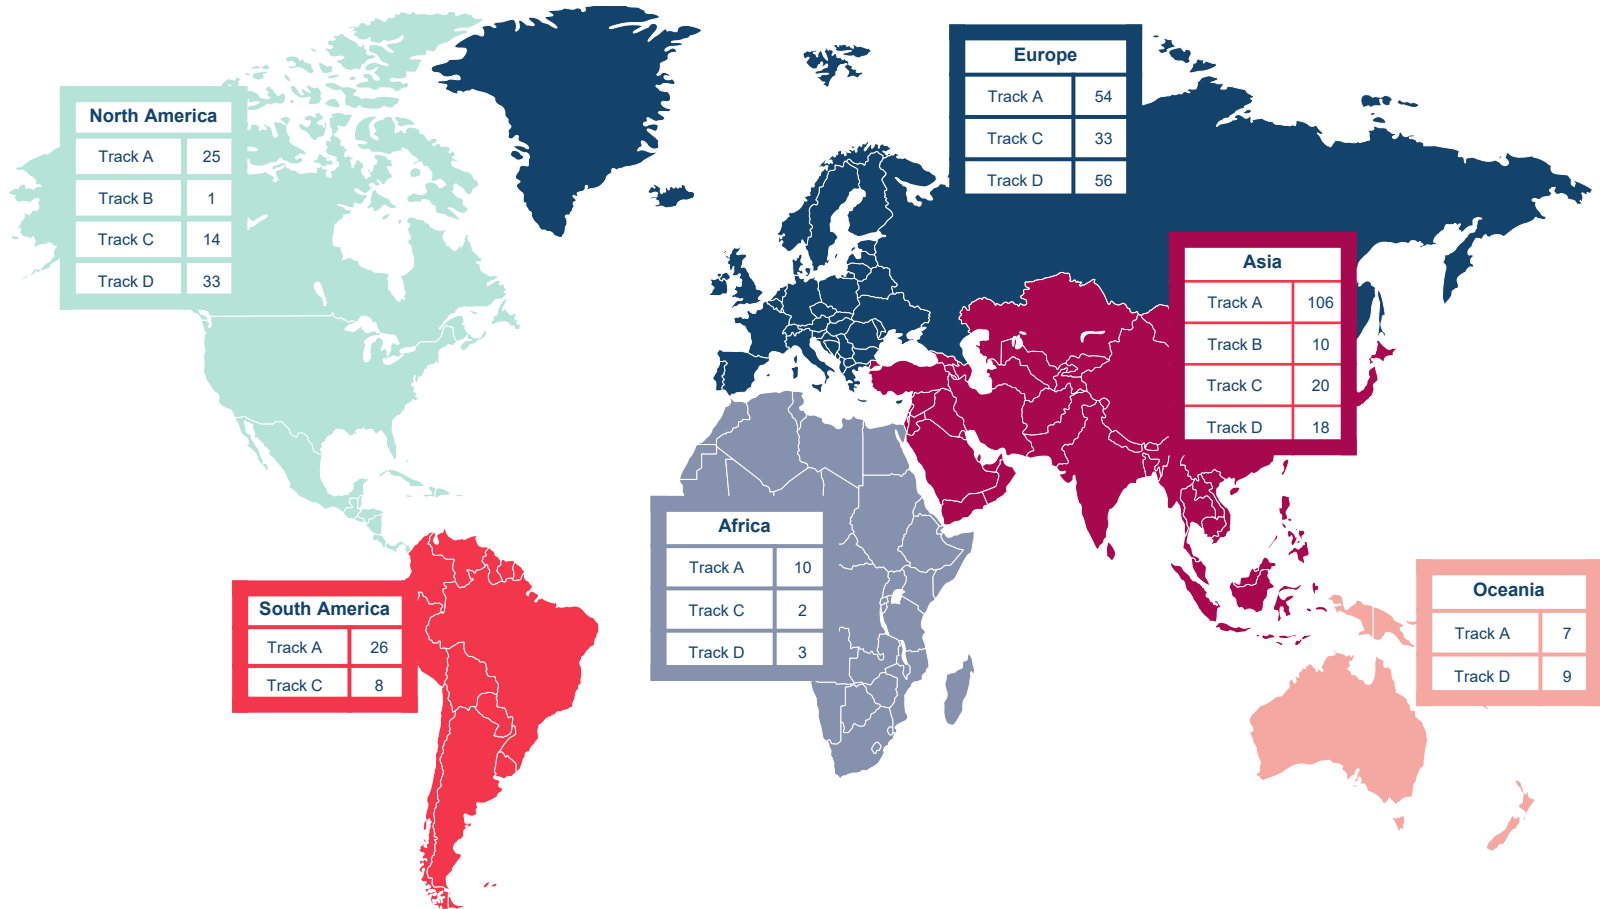 Europe
Track A 54
Track C 33
Track D 56
North America
Track A 25
Track B 1
Track C 14
Track D 33
Asia
Track A 106
Track B 10
Track C 20
Track D 18
Africa
Track A 10
Track C 2
Track D 3
South America
Track A 26
Track C 8
Oceania
Track A 7
Track D 9